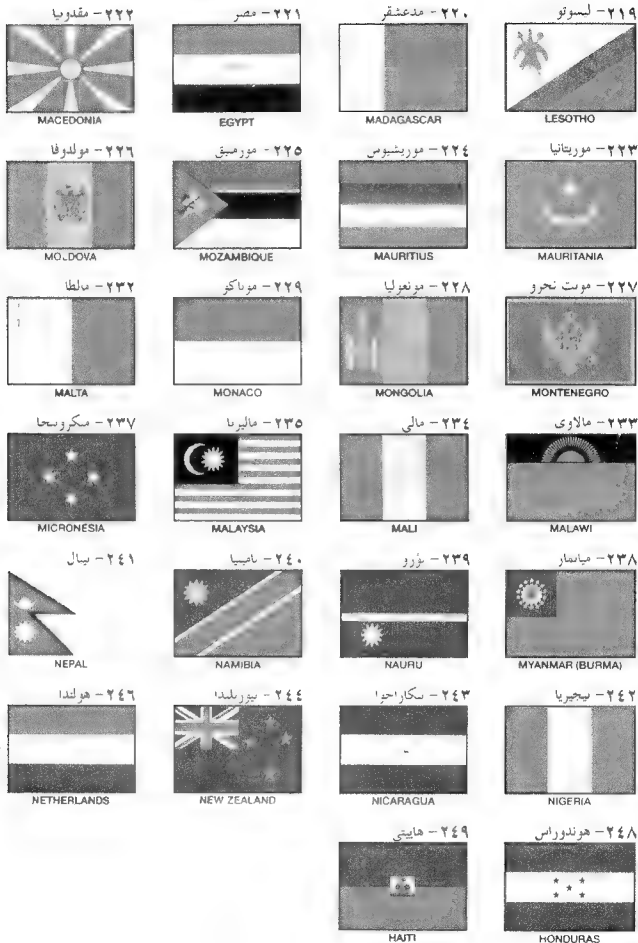 ٢١٩- ليسوتو
LESOTHO
٢٢٠- مدغشقر
MADAGASCAR
٢٢١- مصر
EGYPT
٢٢٢- مقدونيا
MACEDONIA
٢٢٣- موريتانيا
MAURITANIA
٢٢٤- موريشيوس
MAURITIUS
٢٢٥- موزمبيق
MOZAMBIQUE
٢٢٦- مولدوفا
MOLDOVA
٢٢٧- مونت نجرو
MONTENEGRO
٢٢٨- مونغوليا
MONGOLIA
٢٢٩- موناكو
MONACO
٢٣٢- مالطا
MALTA
٢٣٣- مالاوى
MALAWI
٢٣٤- مالي
MALI
٢٣٥- ماليزيا
MALAYSIA
٢٣٧-
MICRONESIA
٢٣٨- ميانمار
MYANMAR (BURMA)
٢٣٩- نؤرو
NAURU
٢٤٠- ناميبيا
NAMIBIA
٢٤١- نيبال
NEPAL
٢٤٢- نيجيريا
NIGERIA
٢٤٣- نيكاراجوا
NICARAGUA
٢٤٤- نيوزيلندا
NEW ZEALAND
٢٤٦- هولندا
NETHERLANDS
٢٤٨- هوندوراس
HONDURAS
٢٤٩- هاييتي
HAITI